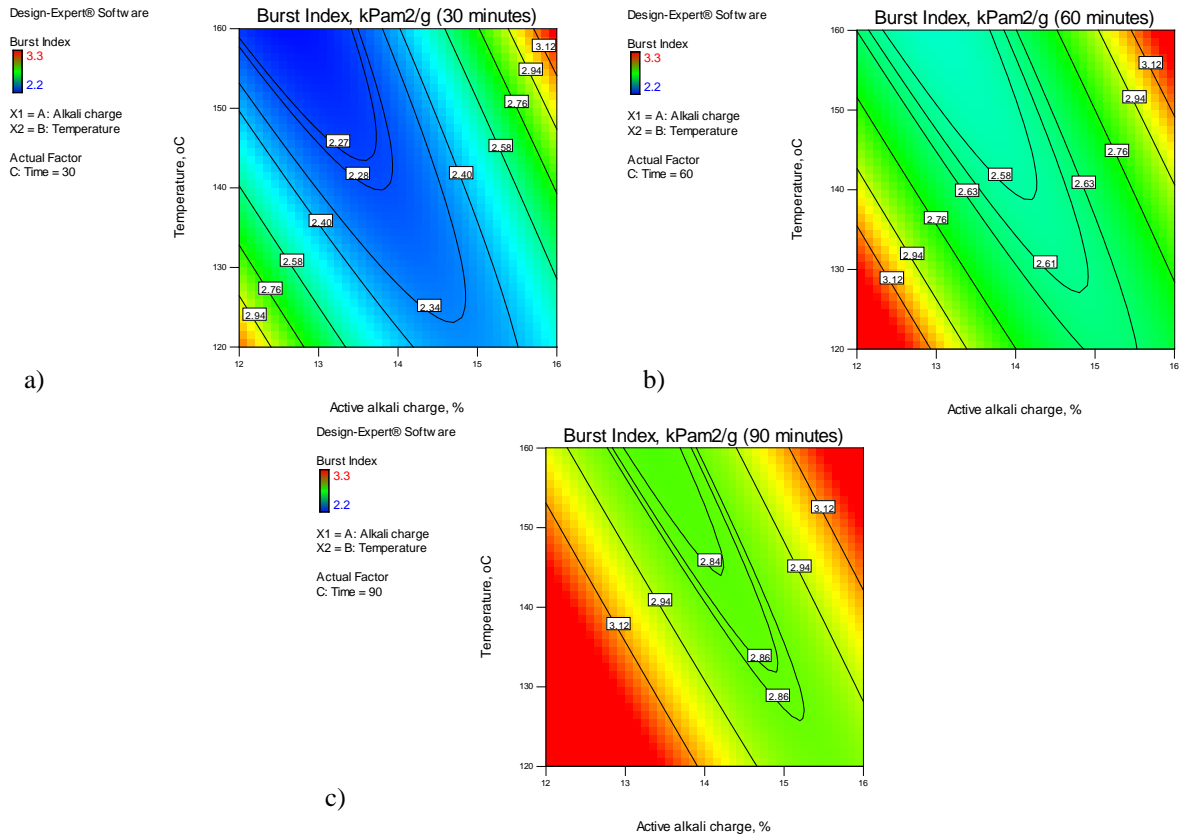 Design-Expert® Software
Burst Index
3.3
2.2
X1 = A: Alkali charge
X2 = B: Temperature
Actual Factor
C: Time = 30
Burst Index, kPam2/g (30 minutes)
Temperature, oC
160
150
140
130
120
12
13
14
15
16
3.12
2.94
2.76
2.58
2.40
2.27
2.28
2.40
2.58
2.76
2.94
2.34
a)
Active alkali charge, %
Design-Expert® Software
Burst Index
3.3
2.2
X1 = A: Alkali charge
X2 = B: Temperature
Actual Factor
C: Time = 60
Burst Index, kPam2/g (60 minutes)
Temperature, oC
160
150
140
130
120
12
13
14
15
16
3.12
2.94
2.76
2.58
2.63
2.63
2.76
2.94
2.61
3.12
b)
Active alkali charge, %
Design-Expert® Software
Burst Index
3.3
2.2
X1 = A: Alkali charge
X2 = B: Temperature
Actual Factor
C: Time = 90
Burst Index, kPam2/g (90 minutes)
Temperature, oC
160
150
140
130
120
12
13
14
15
16
3.12
2.84
2.94
2.94
3.12
2.86
2.86
c)
Active alkali charge, %